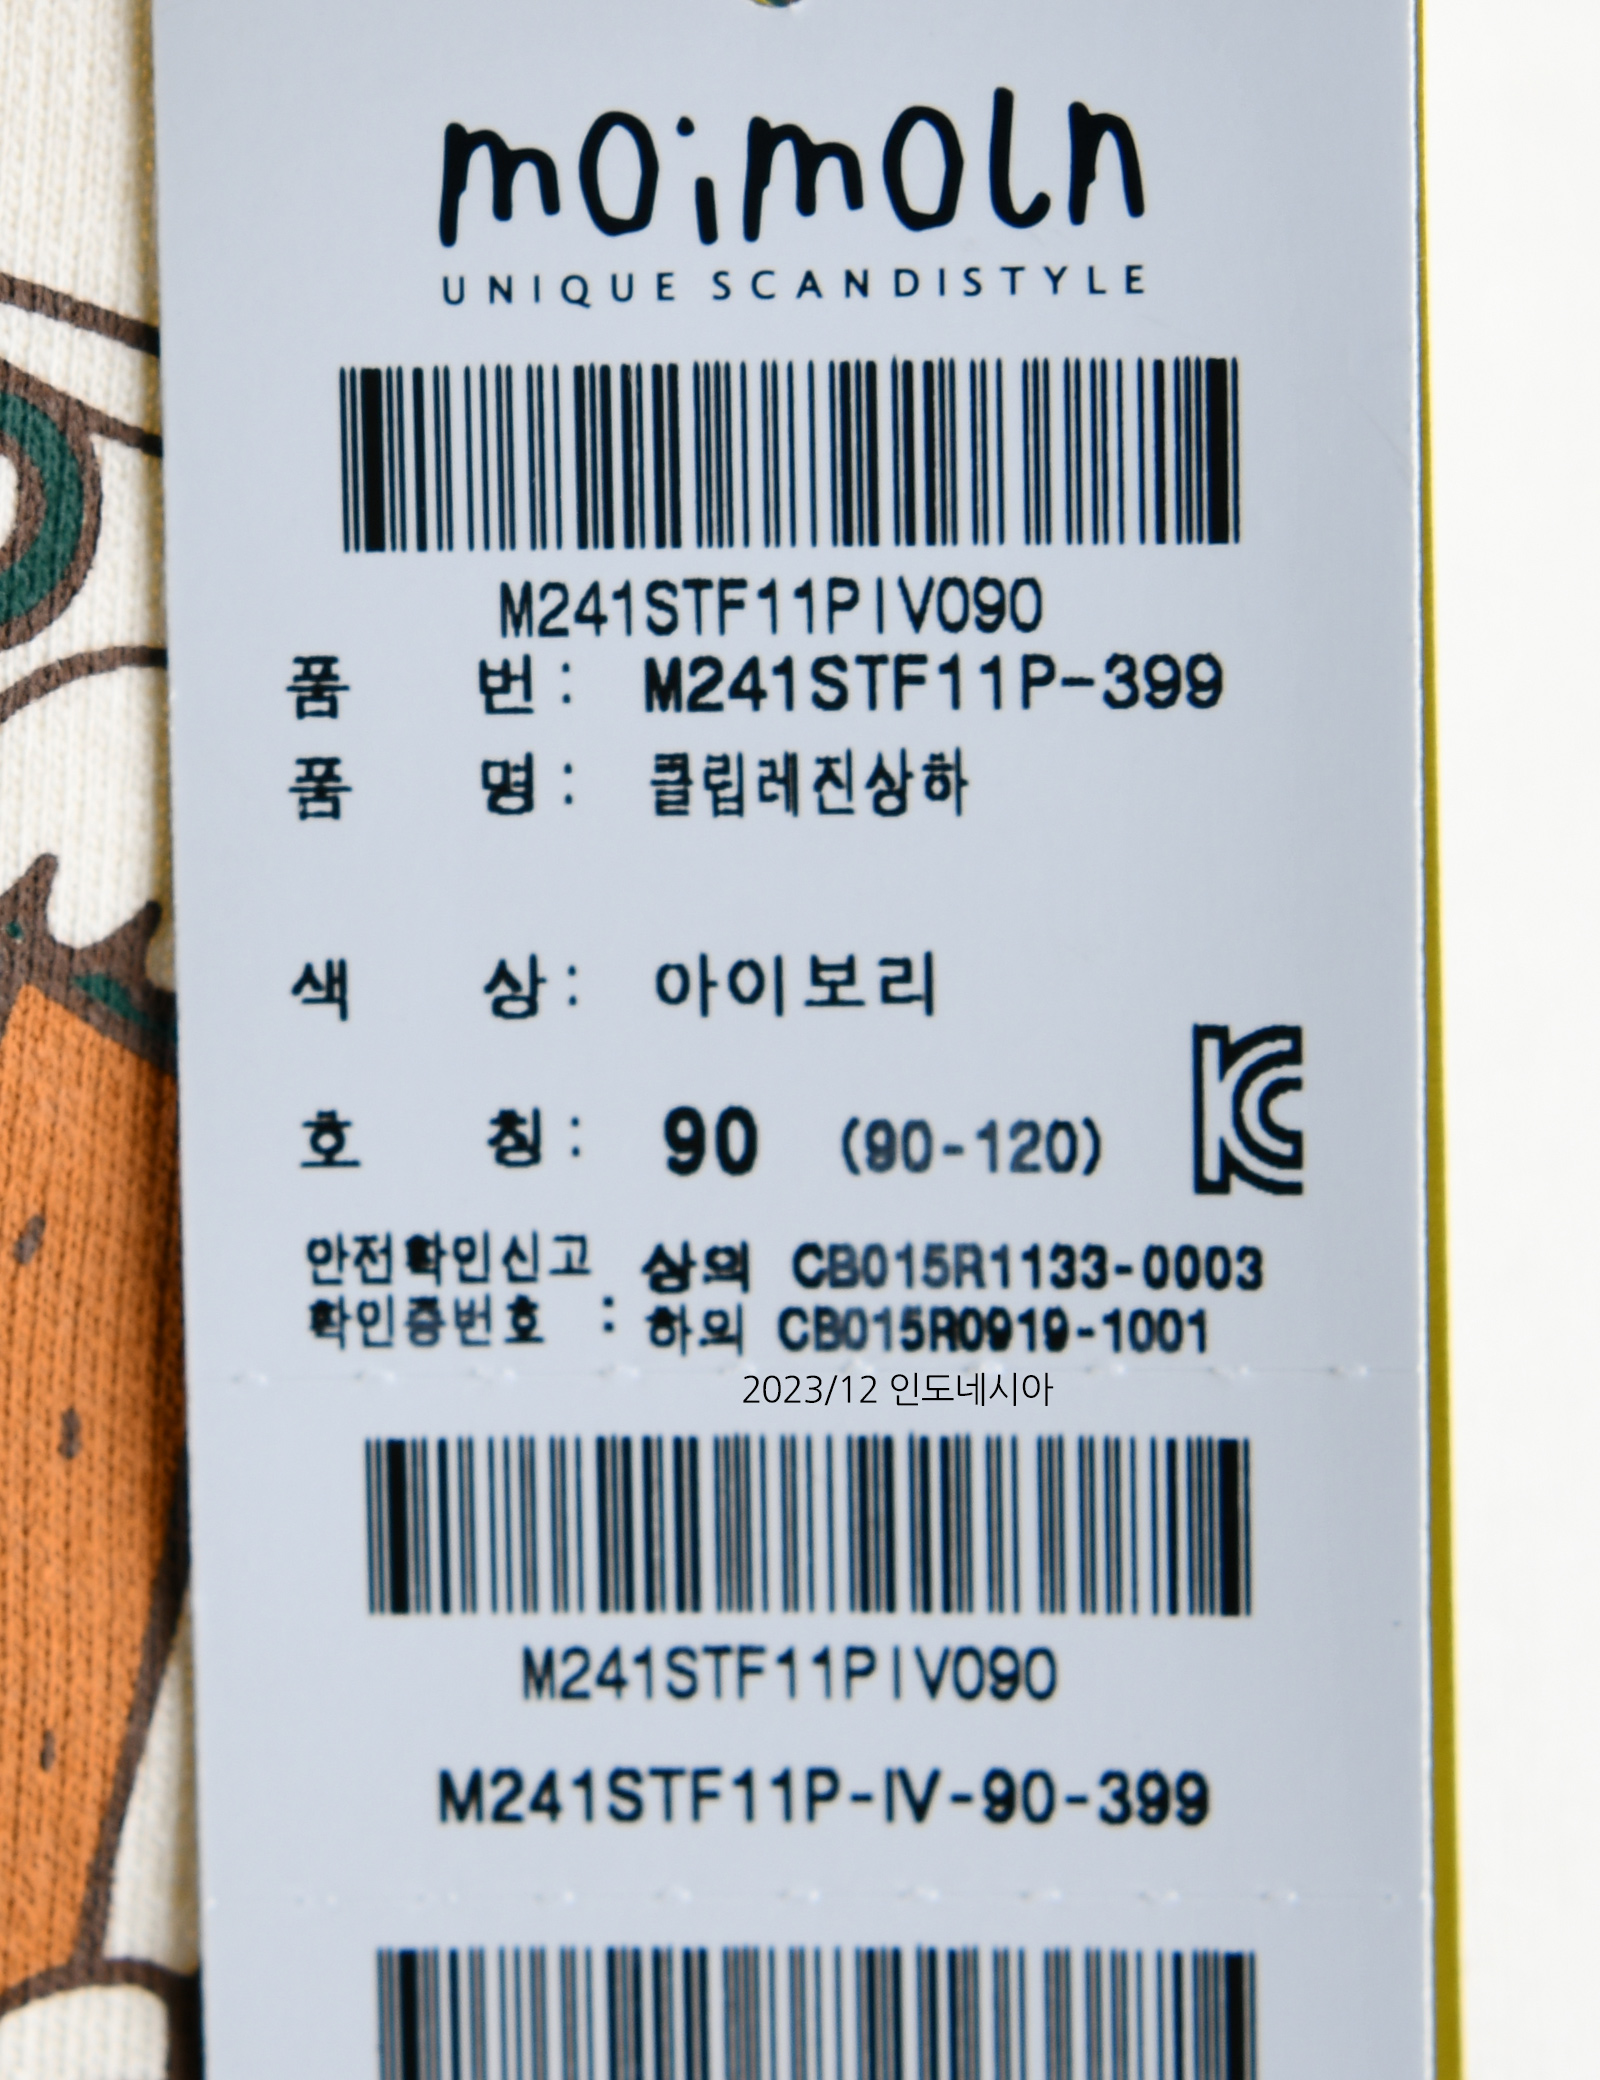 moimoln
UNIQUE SCANDISTYLE
M241STF11PIV090
품 번: M241STF11P-399
품 명: 클립레진상하
색 상: 아이보리
호 칭: 90 (90-120)
KC
안전확인신고 상의 CB015R1133-0003
확인증번호 : 하의 CB015R0919-1001
2023/12 인도네시아
M241STF11PIV090
M241STF11P-IV-90-399